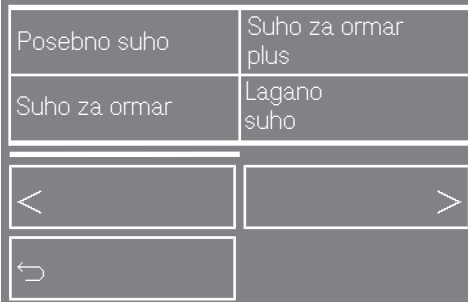 Posebno suho
Suho za ormar
plus
Suho za ormar
Lagano
suho